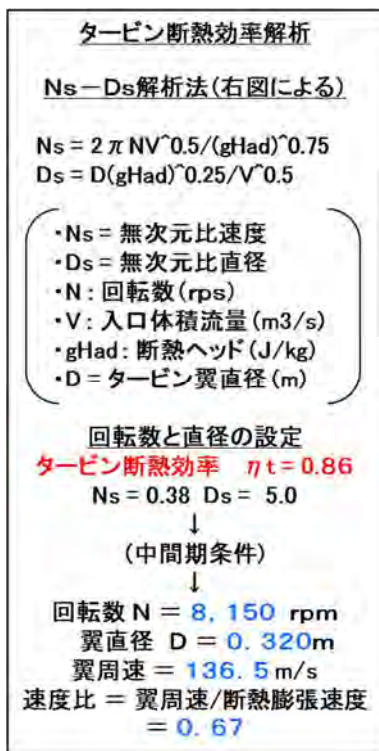 タービン断熱効率解析
Ns－Ds解析法(右図による)
Ns = 2πNV^0.5/(gHad)^0.75
Ds = D(gHad)^0.25/V^0.5
・Ns = 無次元比速度
・Ds = 無次元比直径
・N : 回転数(rps)
・V : 入口体積流量(m3/s)
・gHad : 断熱ヘッド(J/kg)
・D = タービン翼直径(m)
回転数と直径の設定
タービン断熱効率　ηt = 0.86
Ns = 0.38 Ds = 5.0
↓
(中間期条件)
↓
回転数 N ＝ 8, 150 rpm
翼直径 D ＝ 0. 320m
翼周速 ＝ 136. 5 m/s
速度比 ＝ 翼周速/断熱膨張速度
＝ 0. 67